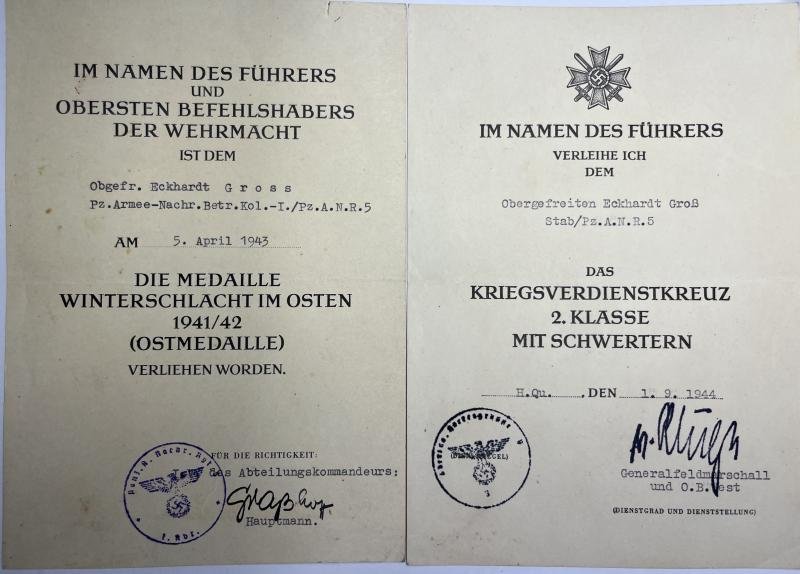 IM NAMEN DES FÜHRERS
UND
OBERSTEN BEFEHLSHABERS
DER WEHRMACHT
IST DEM
Obgefr. Eckhardt G r o s s
Pz.Armee-Nachr.Betr.Kol.-I./Pz.A.N.R.5
AM 5. April 1943
DIE MEDAILLE
WINTERSCHLACHT IM OSTEN
1941/42
(OSTMEDAILLE)
VERLIEHEN WORDEN.
FÜR DIE RICHTIGKEIT:
des Abteilungskommandeurs:
Hauptmann.
IM NAMEN DES FÜHRERS
VERLEIHE ICH
DEM
Obergefreiten Eckhardt Groß
Stab/Pz.A.N.R.5
DAS
KRIEGSVERDIENSTKREUZ
2. KLASSE
MIT SCHWERTERN
H.Qu. , DEN 1. 9. 1944
Generalfeldmarschall
und O.B.West
(DIENSTGRAD UND DIENSTSTELLUNG)